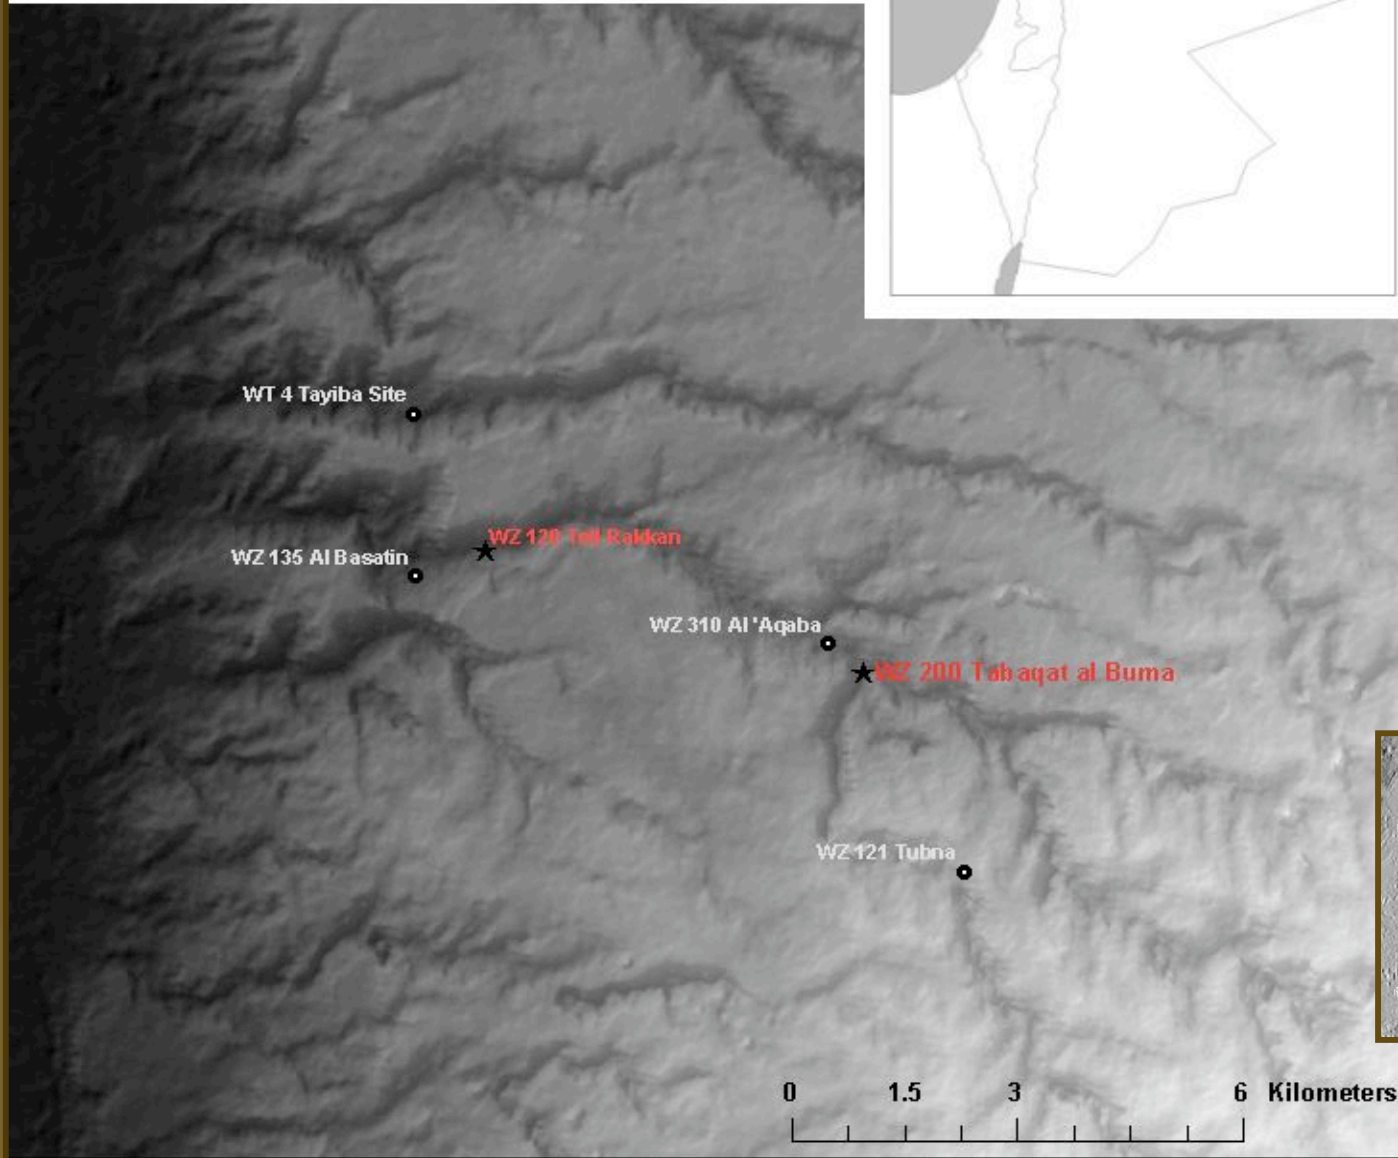 WT 4 Tayiba Site
WZ 120 Tell Rakkan
WZ 135 Al Basatin
WZ 310 Al 'Aqaba
WZ 200 Tabaqat al Buma
WZ 121 Tubna
0 1.5 3 6 Kilometers